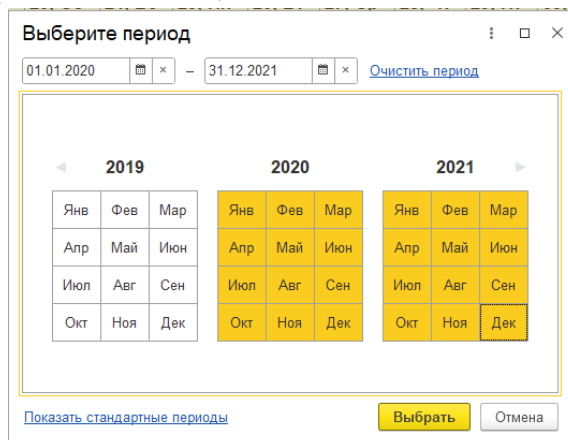 Выберите период
01.01.2020 – 31.12.2021 Очистить период
2019 2020 2021
Янв Фев Мар Янв Фев Мар Янв Фев Мар
Апр Май Июн Апр Май Июн Апр Май Июн
Июл Авг Сен Июл Авг Сен Июл Авг Сен
Окт Ноя Дек Окт Ноя Дек Окт Ноя Дек
Показать стандартные периоды Выбрать Отмена